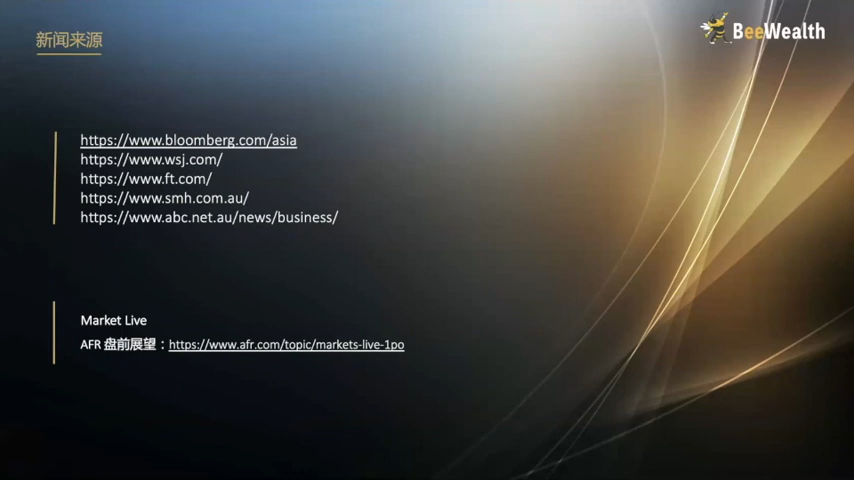 新闻来源
BeeWealth
https://www.bloomberg.com/asia
https://www.wsj.com/
https://www.ft.com/
https://www.smh.com.au/
https://www.abc.net.au/news/business/
Market Live
AFR 盘前展望：https://www.afr.com/topic/markets-live-1po